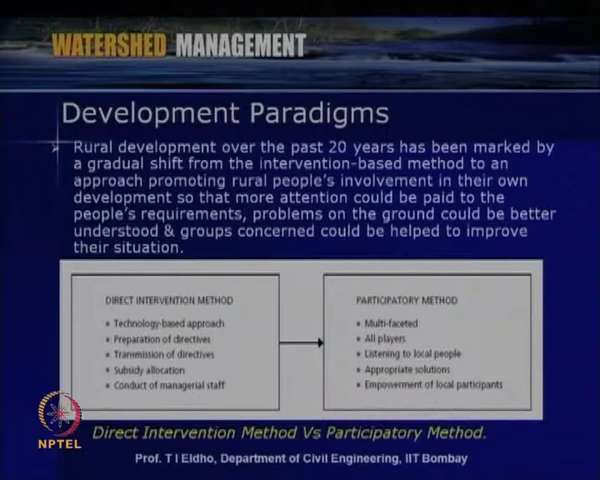 WATERSHED MANAGEMENT
Development Paradigms
Rural development over the past 20 years has been marked by
a gradual shift from the intervention-based method to an
approach promoting rural people's involvement in their own
development so that more attention could be paid to the
people's requirements, problems on the ground could be better
understood & groups concerned could be helped to improve
their situation.
DIRECT INTERVENTION METHOD
Technology-based approach
Preparation of directives
Transmission of directives
Subsidy allocation
Conduct of managerial staff
PARTICIPATORY METHOD
Multi-faceted
All players
Listening to local people
Appropriate solutions
Empowerment of local participants
NPTEL
Direct Intervention Method Vs Participatory Method.
Prof. T I Eldho, Department of Civil Engineering, IIT Bombay